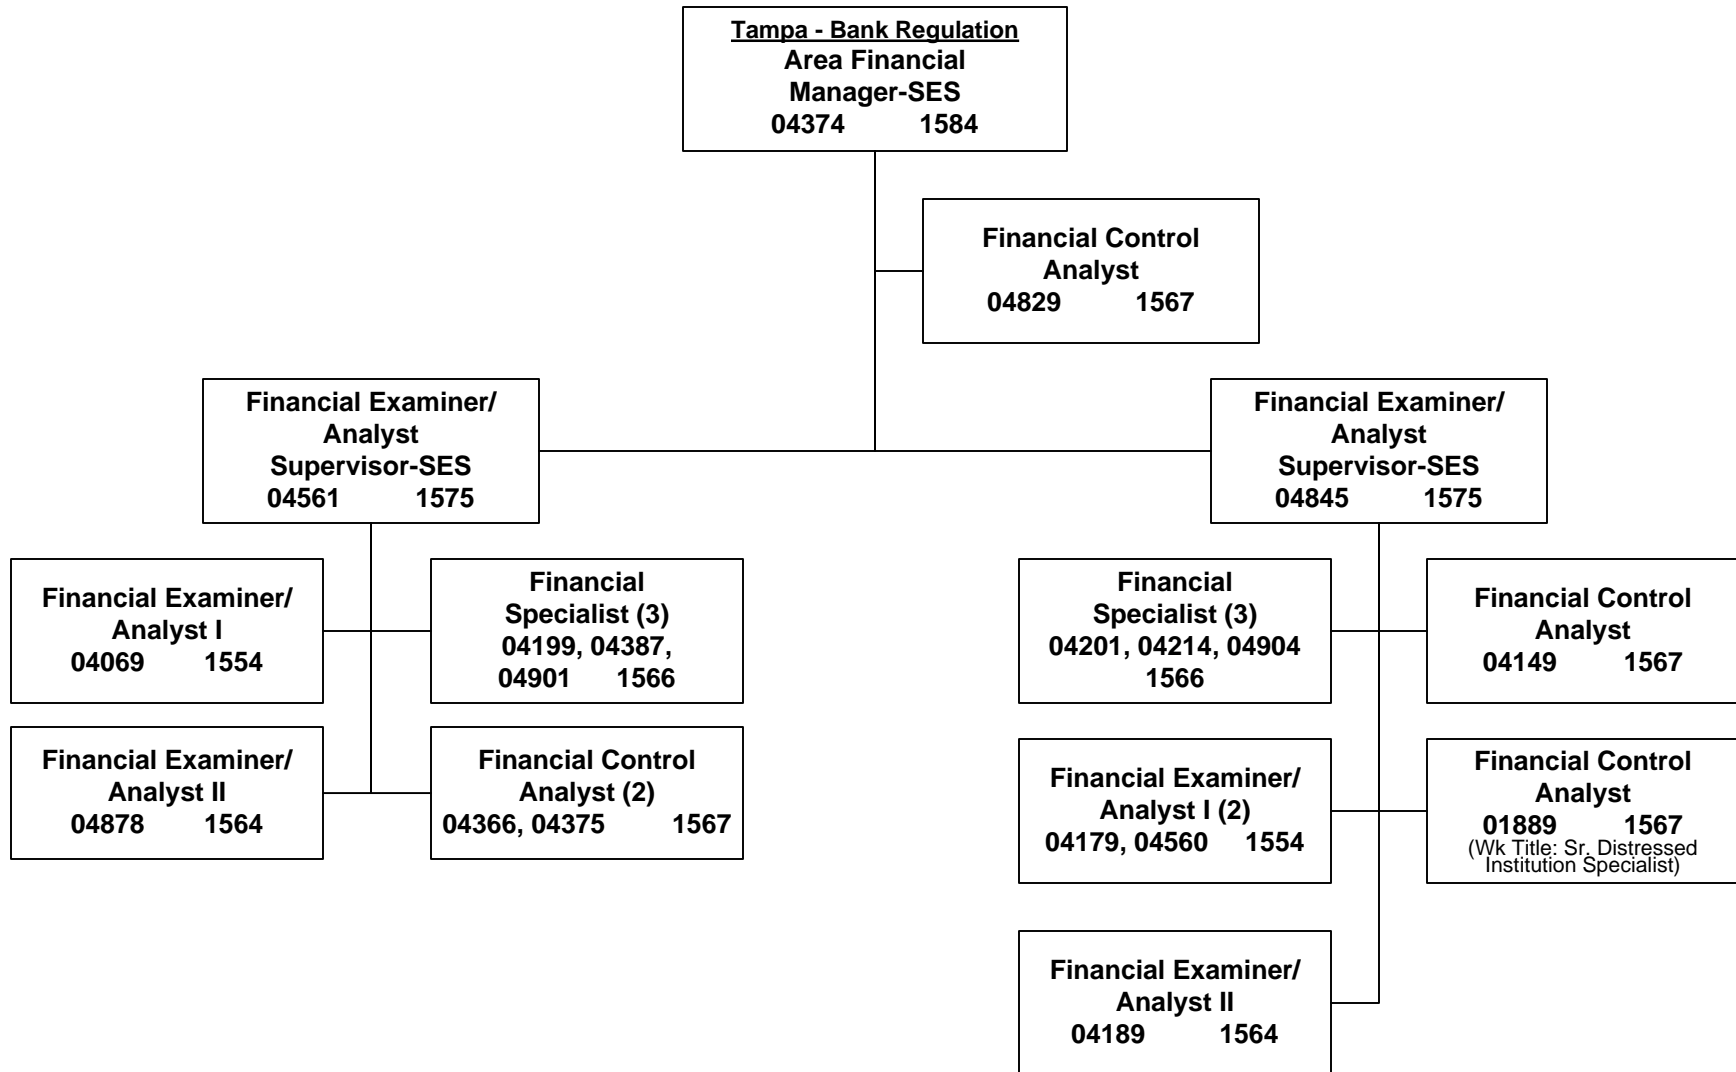 Tampa - Bank Regulation
Area Financial
Manager-SES
04374 1584
Financial Control
Analyst
04829 1567
Financial Examiner/
Analyst
Supervisor-SES
04561 1575
Financial Examiner/
Analyst
Supervisor-SES
04845 1575
Financial Examiner/
Analyst I
04069 1554
Financial
Specialist (3)
04199, 04387,
04901 1566
Financial
Specialist (3)
04201, 04214, 04904
1566
Financial Control
Analyst
04149 1567
Financial Examiner/
Analyst II
04878 1564
Financial Control
Analyst (2)
04366, 04375 1567
Financial Examiner/
Analyst I (2)
04179, 04560 1554
Financial Control
Analyst
01889 1567
(Wk Title: Sr. Distressed
Institution Specialist)
Financial Examiner/
Analyst II
04189 1564